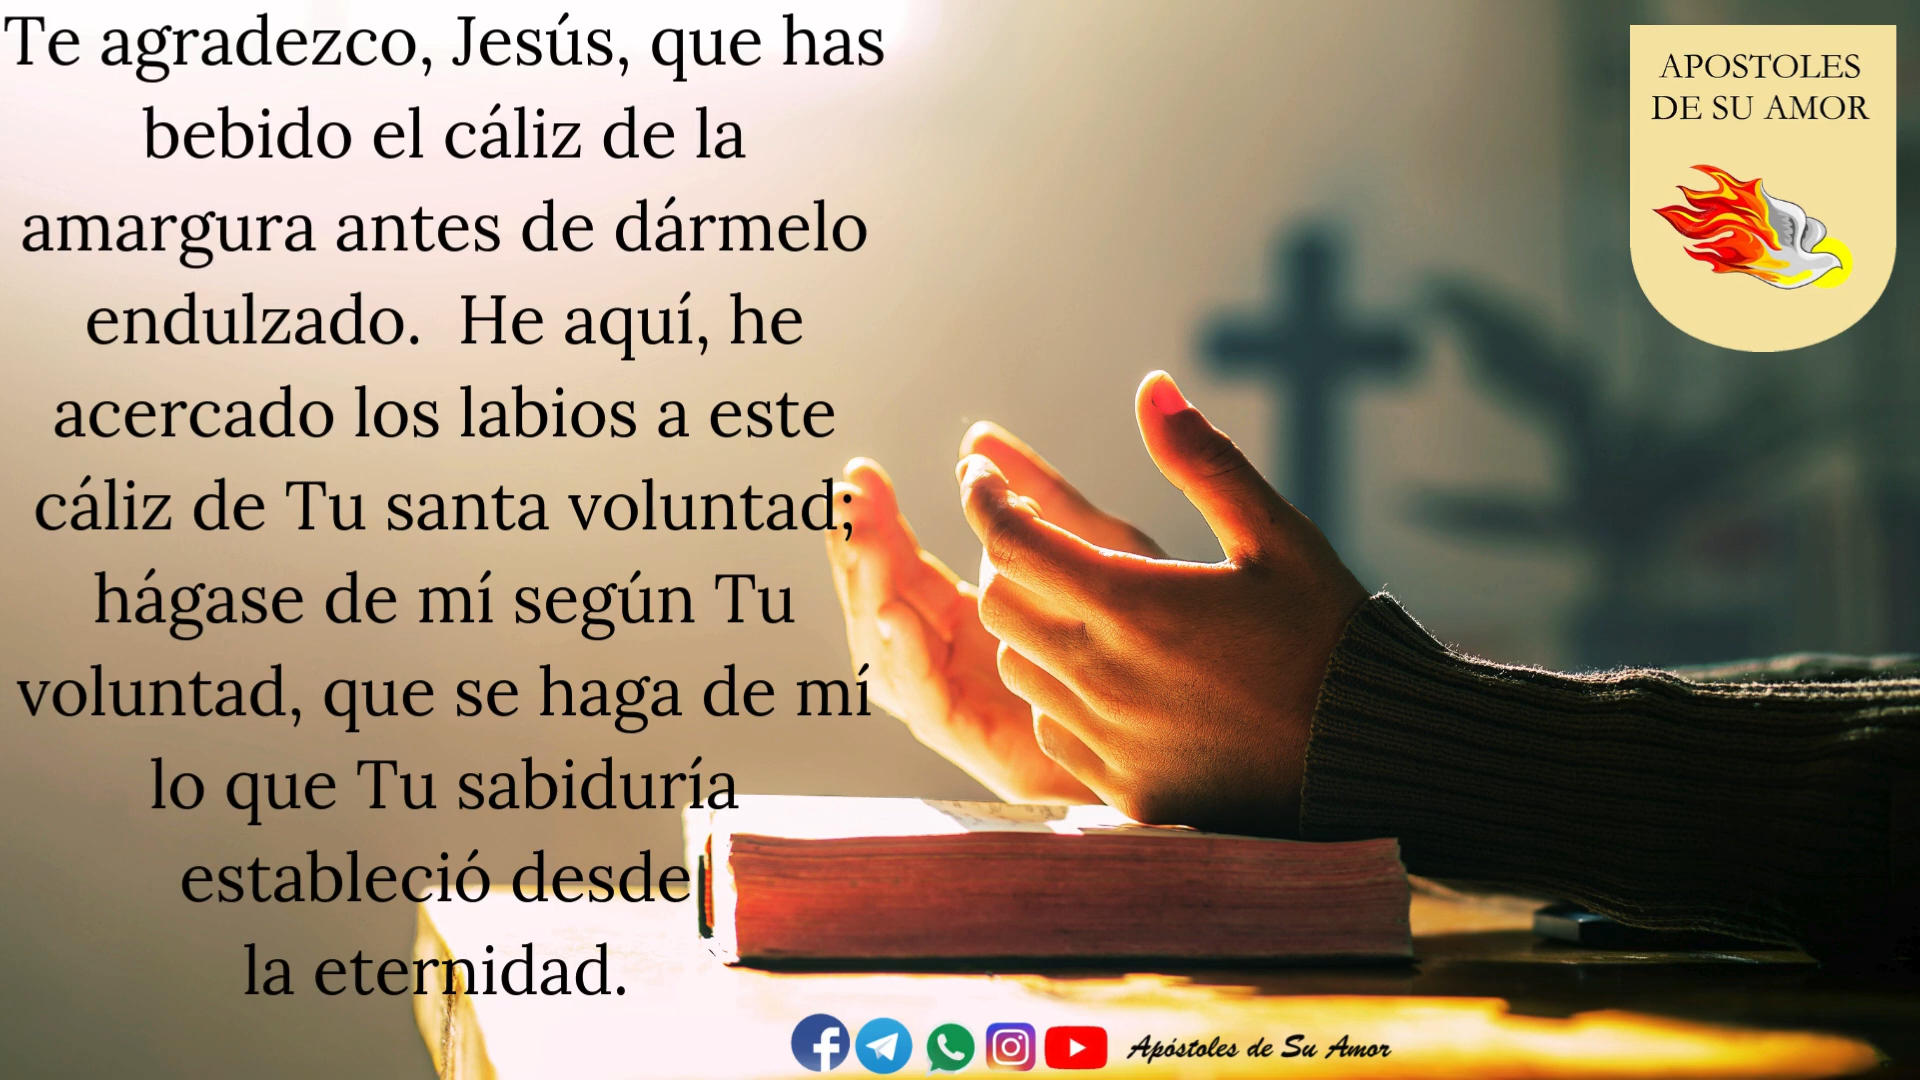 Te agradezco, Jesús, que has
bebido el cáliz de la
amargura antes de dármelo
endulzado.  He aquí, he
acercado los labios a este
cáliz de Tu santa voluntad;
hágase de mí según Tu
voluntad, que se haga de mí
lo que Tu sabiduría
estableció desde
la eternidad.
APOSTOLES
DE SU AMOR
Apóstoles de Su Amor